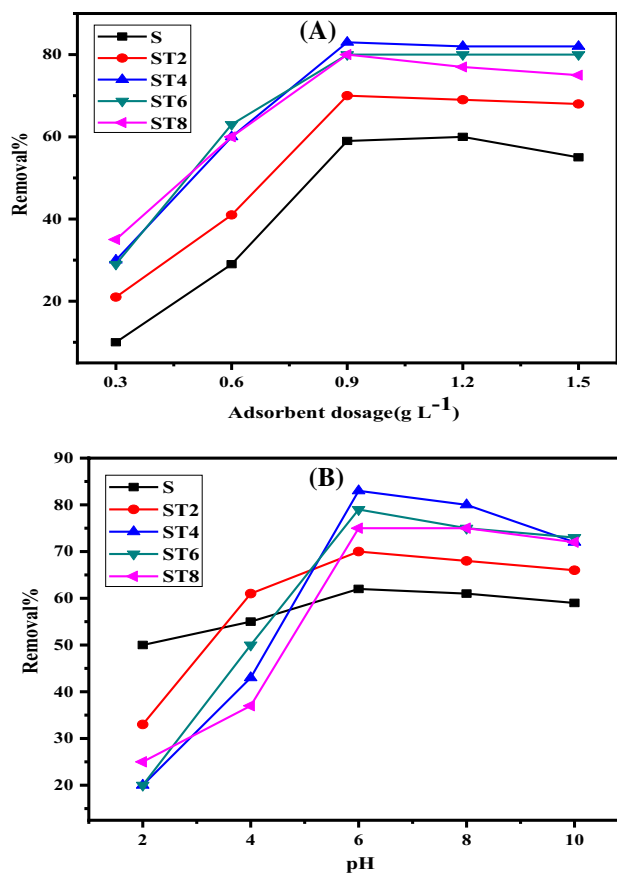 (A)
S
ST2
ST4
ST6
ST8
Removal%
80
60
40
20
0.3 0.6 0.9 1.2 1.5
Adsorbent dosage(g L-1)
(B)
S
ST2
ST4
ST6
ST8
Removal%
90
80
70
60
50
40
30
20
2 4 6 8 10
pH